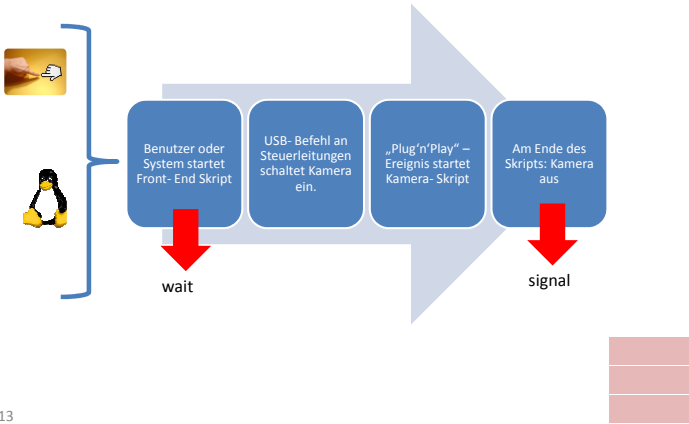 Benutzer oder
System startet
Front- End Skript
USB- Befehl an
Steuerleitungen
schaltet Kamera
ein.
„Plug‘n‘Play“ –
Ereignis startet
Kamera- Skript
Am Ende des
Skripts: Kamera
aus
wait
signal
13